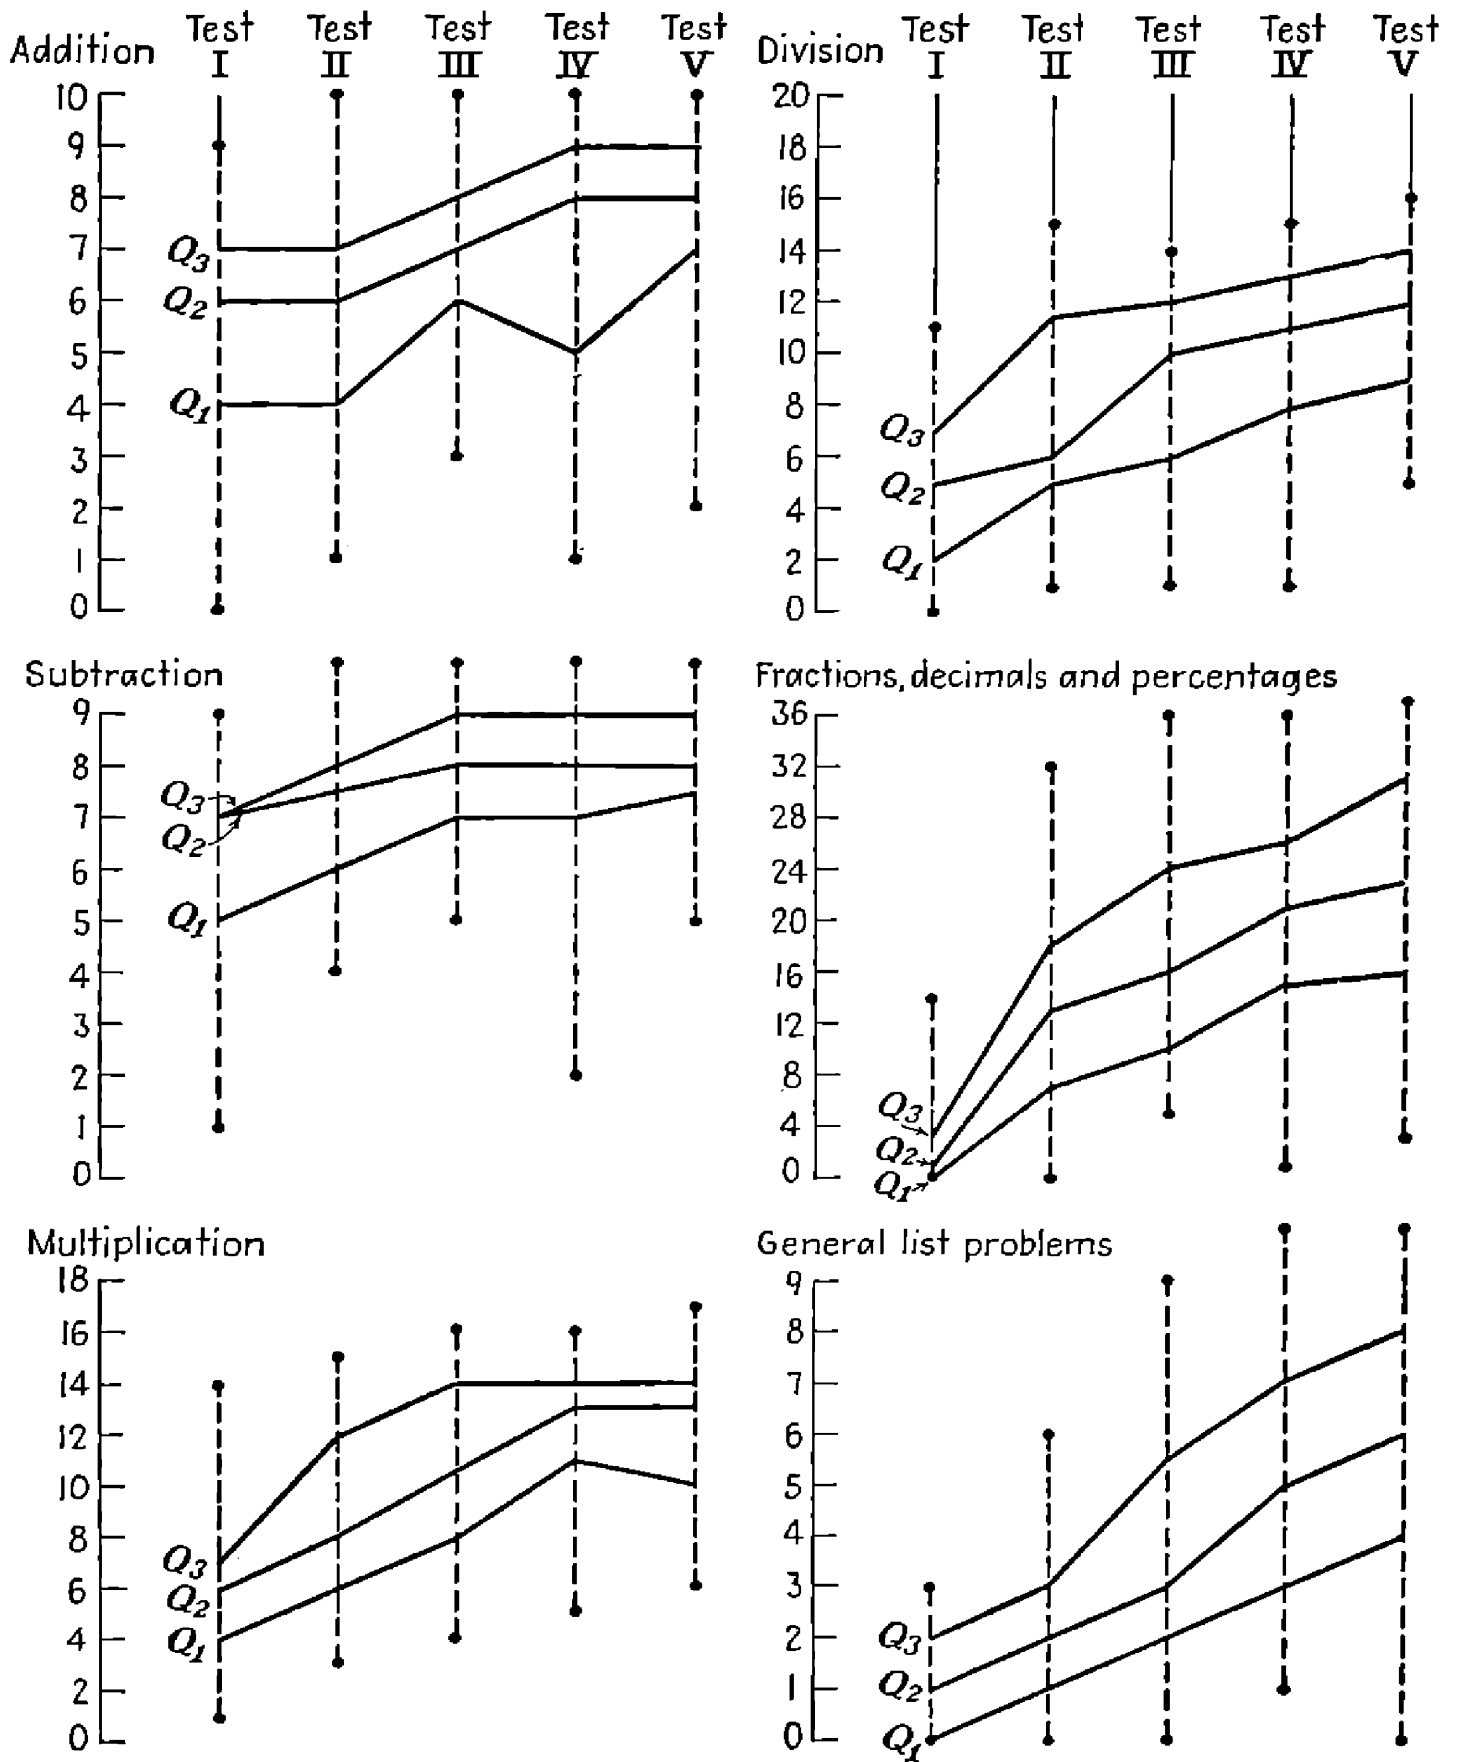 Addition
Test I
Test II
Test III
Test IV
Test V
10
9
8
7
6
5
4
3
2
1
0
Q3
Q2
Q1
Division
Test I
Test II
Test III
Test IV
Test V
20
18
16
14
12
10
8
6
4
2
0
Q3
Q2
Q1
Subtraction
9
8
7
6
5
4
3
2
1
0
Q3
Q2
Q1
Fractions, decimals and percentages
36
32
28
24
20
16
12
8
4
0
Q3
Q2
Q1
Multiplication
18
16
14
12
10
8
6
4
2
0
Q3
Q2
Q1
General list problems
9
8
7
6
5
4
3
2
1
0
Q3
Q2
Q1